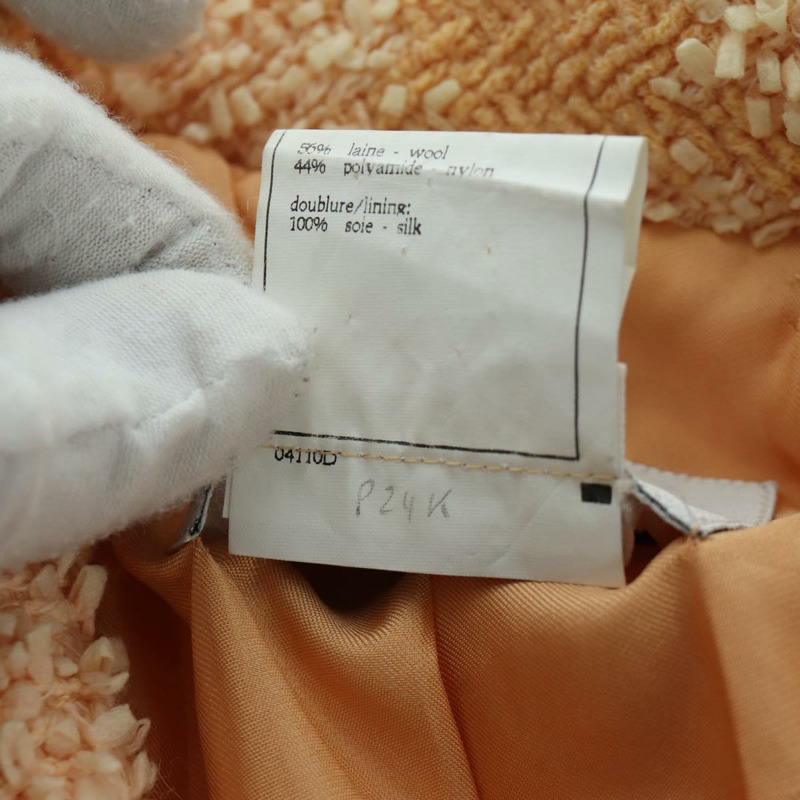 56% laine - wool
44% polyamide - nylon
doublure/lining:
100% soie - silk
04110D
P24K